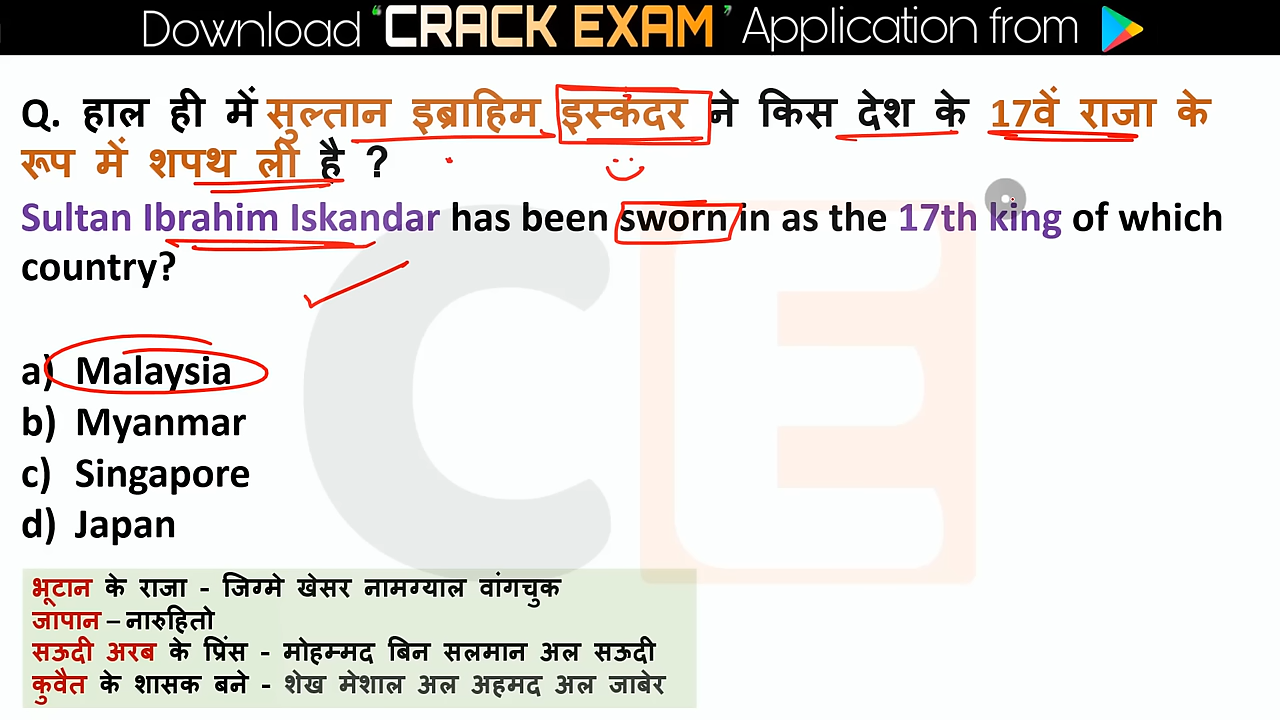 Download “CRACK EXAM” Application from
Q. हाल ही में सुल्तान इब्राहिम इस्कंदर ने किस देश के 17वें राजा के
रूप में शपथ ली है ?
Sultan Ibrahim Iskandar has been sworn in as the 17th king of which
country?
a) Malaysia
b) Myanmar
c) Singapore
d) Japan
भूटान के राजा - जिग्मे खेसर नामग्याल वांगचुक
जापान – नारुहितो
सऊदी अरब के प्रिंस - मोहम्मद बिन सलमान अल सऊदी
कुवैत के शासक बने - शेख मेशाल अल अहमद अल जाबेर
CE